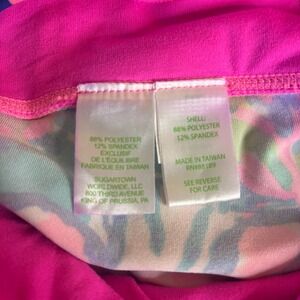 88% POLYESTER
12% SPANDEX
EXCLUSIF
DE L'ÉQUILIBRE
FABRIQUÉ EN TAIWAN
SUGARTOWN
WORLDWIDE, LLC
800 THIRD AVENUE
KING OF PRUSSIA, PA
SHELL:
88% POLYESTER
12% SPANDEX
MADE IN TAIWAN
SEE REVERSE
FOR CARE